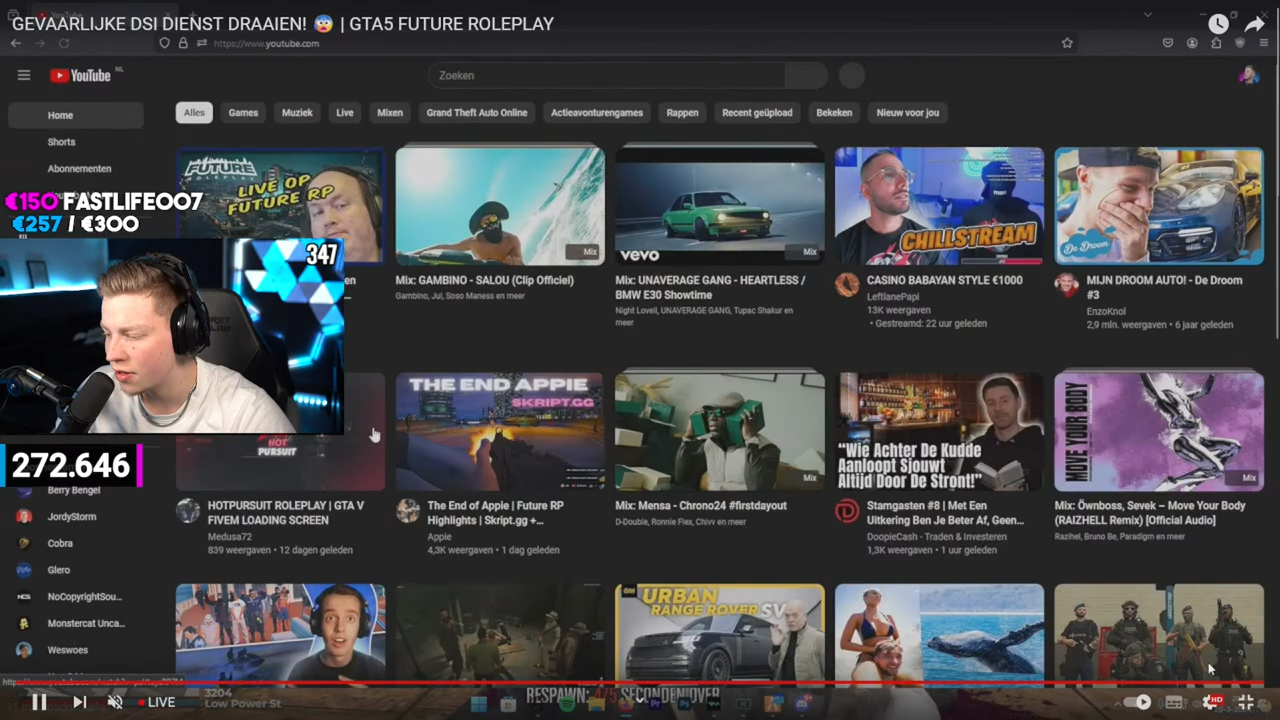 GEVAARLIJKE DSI DIENST DRAAIEN! 😨 | GTA5 FUTURE ROLEPLAY
https://www.youtube.com
YouTube NL
Zoeken
Home
Shorts
Abonnementen
Alles
Games
Muziek
Live
Mixen
Grand Theft Auto Online
Actieavonturengames
Rappen
Recent geüpload
Bekeken
Nieuw voor jou
€150 FASTLIFE007
€257 / €300
347
272.646
FUTURE
ROLEPLAY
LIVE OP
FUTURE RP
Mix
Mix: GAMBINO - SALOU (Clip Officiel)
Gambino, Jul, Soso Maness en meer
vevo
Mix
Mix: UNAVERAGE GANG - HEARTLESS /
BMW E30 Showtime
Night Lovell, UNAVERAGE GANG, Tupac Shakur en
meer
CHILLSTREAM
CASINO BABAYAN STYLE €1000
LeftlanePapi
13K weergaven
• Gestreamd: 22 uur geleden
De Droom
MIJN DROOM AUTO! - De Droom
#3
EnzoKnol
2,9 mln. weergaven • 6 jaar geleden
HOT
PURSUIT
HOTPURSUIT ROLEPLAY | GTA V
FIVEM LOADING SCREEN
Medusa72
839 weergaven • 12 dagen geleden
THE END APPIE
SKRIPT.GG
The End of Appie | Future RP
Highlights | Skript.gg +...
Appie
4,3K weergaven • 1 dag geleden
Mix
Mix: Mensa - Chrono24 #firstdayout
D-Double, Ronnie Flex, Chivv en meer
"Wie Achter De Kudde
Aanloopt Sjouwt
Altijd Door De Stront!"
Stamgasten #8 | Met Een
Uitkering Ben Je Beter Af, Geen...
DoopieCash - Traden & Investeren
1,3K weergaven • 1 uur geleden
MOVE YOUR BODY
Mix
Mix: Öwnboss, Sevek – Move Your Body
(RAIZHELL Remix) [Official Audio]
Razihel, Bruno Be, Paradigm en meer
Berry Bengel
JordyStorm
Cobra
Glero
NoCopyrightSou...
Monstercat Unca...
Weswoes
URBAN
RANGE ROVER SV
3204
Low Power St
RESPAWN: 475 SECONDEN OVER
LIVE
HD